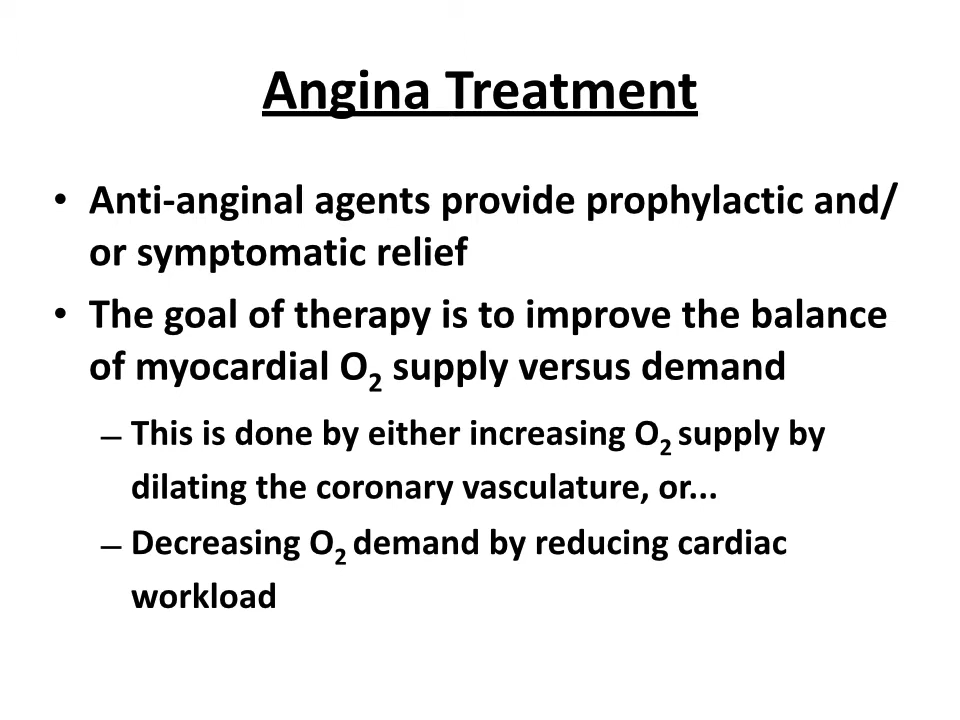 Angina Treatment
• Anti-anginal agents provide prophylactic and/
or symptomatic relief
• The goal of therapy is to improve the balance
of myocardial O₂ supply versus demand
– This is done by either increasing O₂ supply by
dilating the coronary vasculature, or...
– Decreasing O₂ demand by reducing cardiac
workload